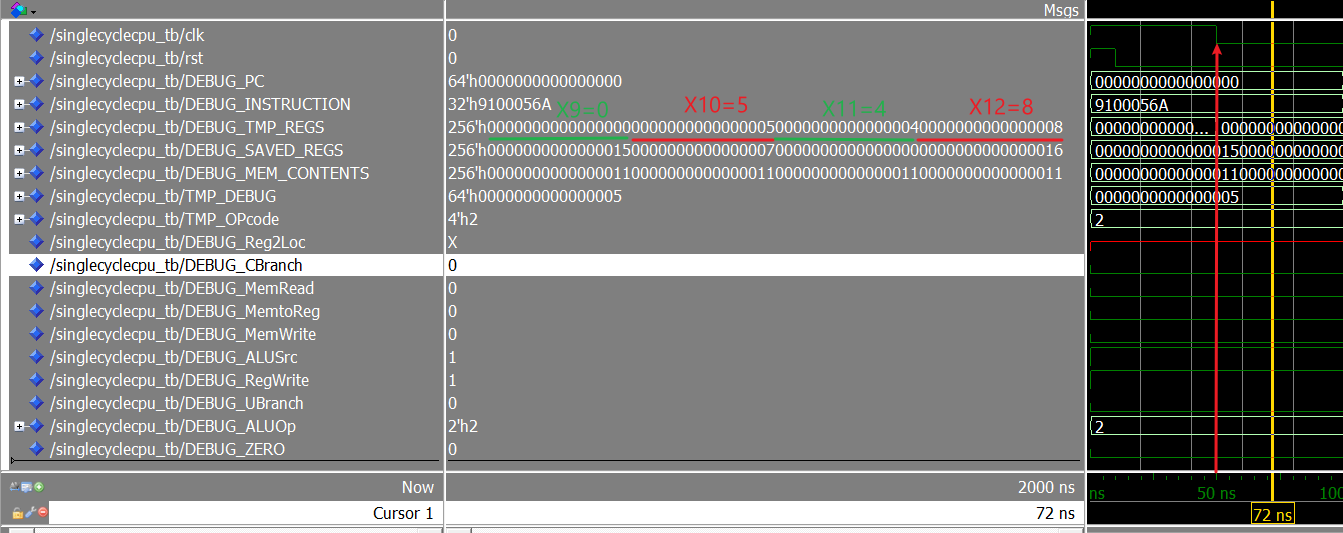 Msgs
/singlecyclecpu_tb/clk 0
/singlecyclecpu_tb/rst 0
/singlecyclecpu_tb/DEBUG_PC 64'h0000000000000000 0000000000000000
/singlecyclecpu_tb/DEBUG_INSTRUCTION 32'h9100056A X9=0 X10=5 X11=4 X12=8 9100056A
/singlecyclecpu_tb/DEBUG_TMP_REGS 256'h0000000000000000000000000000000500000000000000040000000000000008 00000000000... 0000000000000
/singlecyclecpu_tb/DEBUG_SAVED_REGS 256'h0000000000000015000000000000000700000000000000000000000000000016 000000000000001500000000000
/singlecyclecpu_tb/DEBUG_MEM_CONTENTS 256'h0000000000000011000000000000001100000000000000110000000000000011 000000000000001100000000000
/singlecyclecpu_tb/TMP_DEBUG 64'h0000000000000005 0000000000000005
/singlecyclecpu_tb/TMP_OPcode 4'h2 2
/singlecyclecpu_tb/DEBUG_Reg2Loc X
/singlecyclecpu_tb/DEBUG_CBranch 0
/singlecyclecpu_tb/DEBUG_MemRead 0
/singlecyclecpu_tb/DEBUG_MemtoReg 0
/singlecyclecpu_tb/DEBUG_MemWrite 0
/singlecyclecpu_tb/DEBUG_ALUSrc 1
/singlecyclecpu_tb/DEBUG_RegWrite 1
/singlecyclecpu_tb/DEBUG_UBranch 0
/singlecyclecpu_tb/DEBUG_ALUOp 2'h2 2
/singlecyclecpu_tb/DEBUG_ZERO 0
Now 2000 ns ns 50 ns 100
Cursor 1 72 ns 72 ns